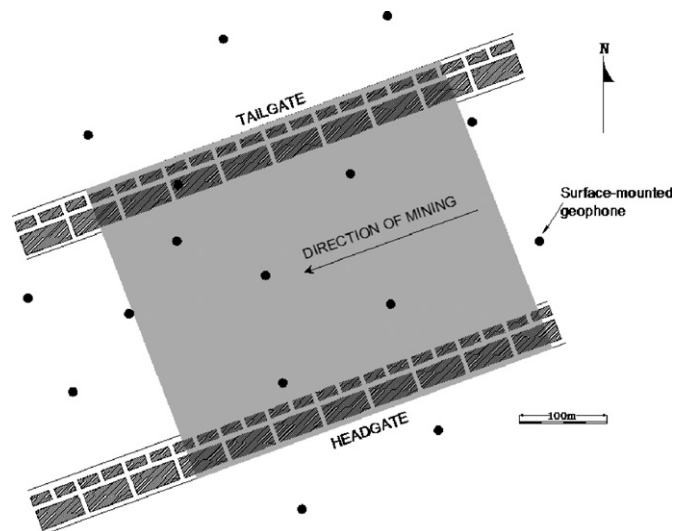 N
TAILGATE
Surface-mounted
geophone
DIRECTION OF MINING
100m
HEADGATE